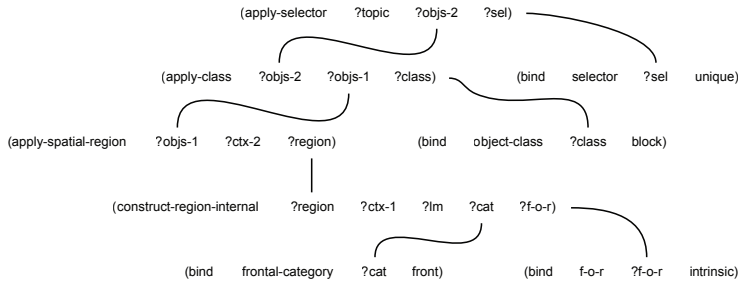 (apply-selector ?topic ?objs-2 ?sel)
(apply-class ?objs-2 ?objs-1 ?class) (bind selector ?sel unique)
(apply-spatial-region ?objs-1 ?ctx-2 ?region) (bind object-class ?class block)
(construct-region-internal ?region ?ctx-1 ?lm ?cat ?f-o-r)
(bind frontal-category ?cat front) (bind f-o-r ?f-o-r intrinsic)